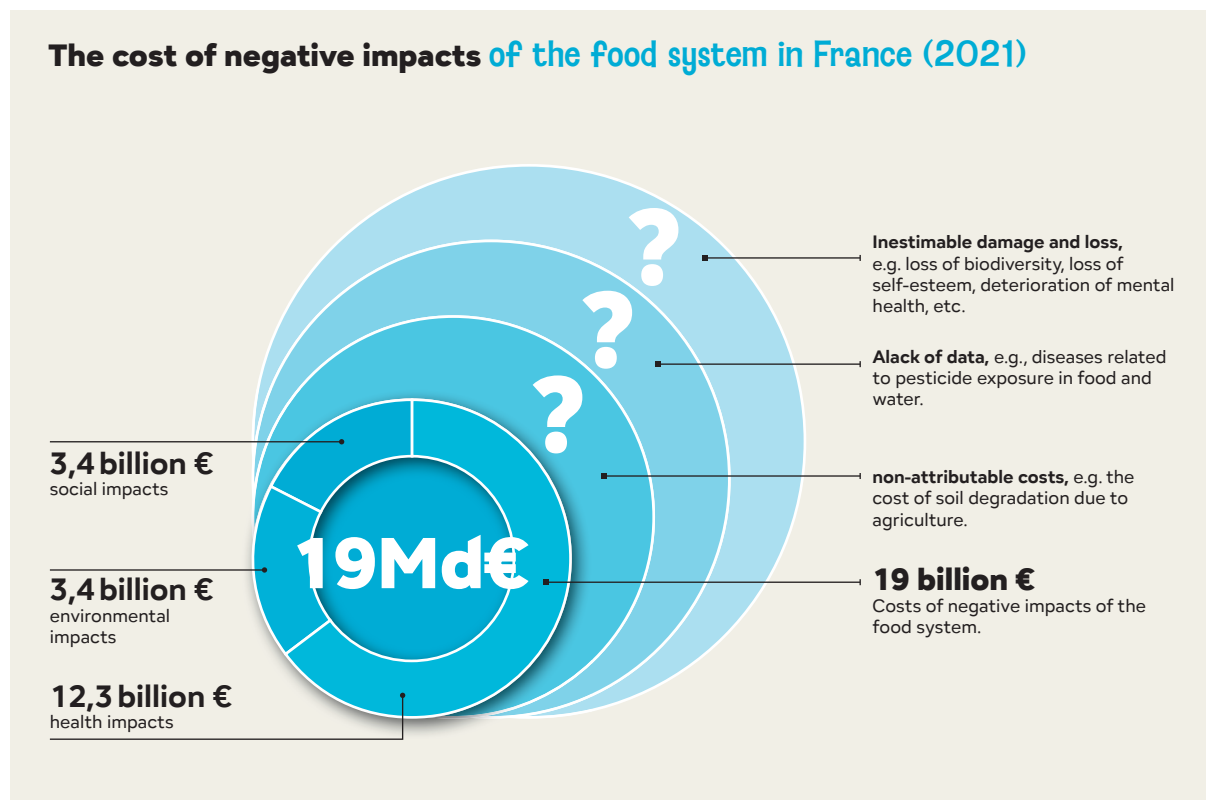 The cost of negative impacts of the food system in France (2021)
?
Inestimable damage and loss,
e.g. loss of biodiversity, loss of
self-esteem, deterioration of mental
health, etc.
?
Alack of data, e.g., diseases related
to pesticide exposure in food and
water.
?
3,4 billion €
social impacts
non-attributable costs, e.g. the
cost of soil degradation due to
agriculture.
19Md€
19 billion €
Costs of negative impacts of the
food system.
3,4 billion €
environmental
impacts
12,3 billion €
health impacts